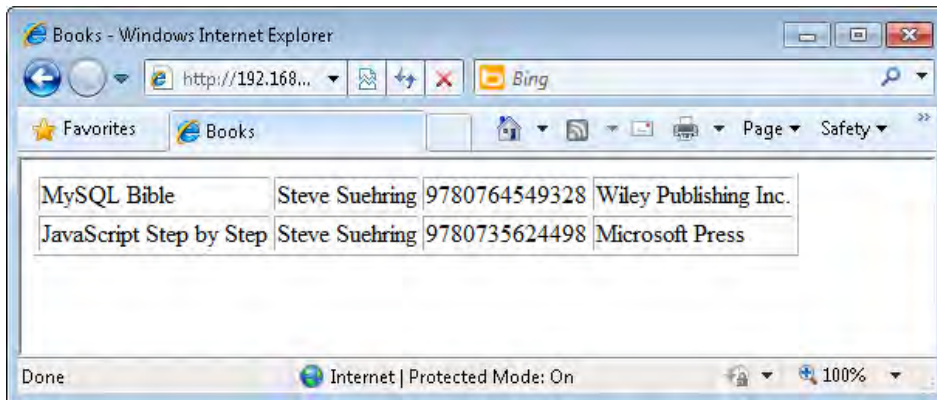 Books - Windows Internet Explorer
http://192.168... Bing
Favorites Books Page Safety »
MySQL Bible Steve Suehring 9780764549328 Wiley Publishing Inc.
JavaScript Step by Step Steve Suehring 9780735624498 Microsoft Press
Done Internet | Protected Mode: On 100%